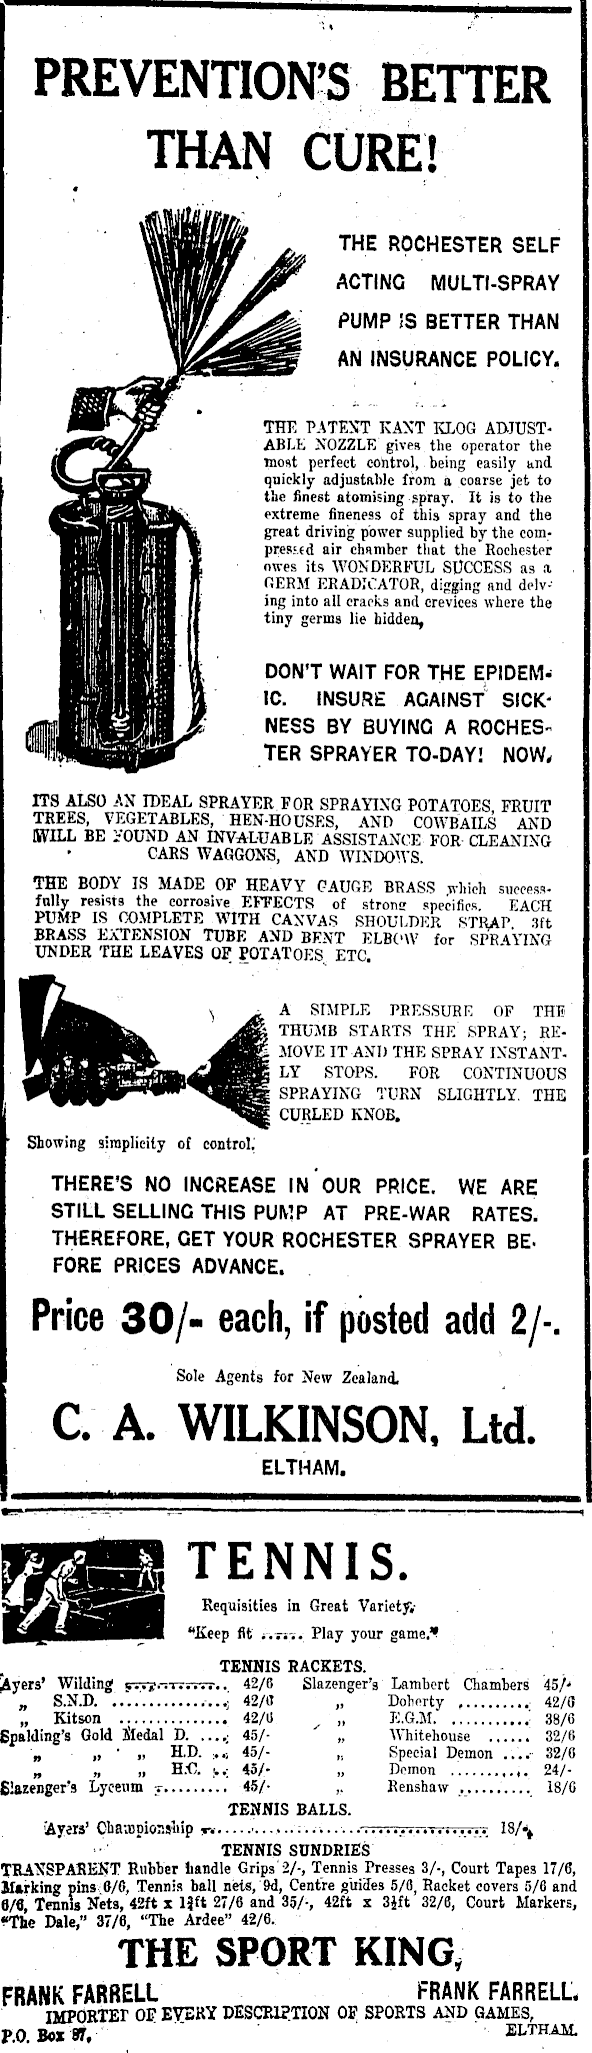 PREVENTION'S BETTER
THAN CURE!
THE ROCHESTER SELF
ACTING MULTI-SPRAY
PUMP IS BETTER THAN
AN INSURANCE POLICY.
THE PATENT KANT KLOG ADJUST-
ABLE NOZZLE gives the operator the
most perfect control, being easily and
quickly adjustable from a coarse jet to
the finest atomising spray. It is to the
extreme fineness of this spray and the
great driving power supplied by the com-
pressed air chamber that the Rochester
owes its WONDERFUL SUCCESS as a
GERM ERADICATOR, digging and delv-
ing into all cracks and crevices where the
tiny germs lie hidden,
DON'T WAIT FOR THE EPIDEM-
IC. INSURE AGAINST SICK-
NESS BY BUYING A ROCHES-
TER SPRAYER TO-DAY! NOW.
ITS ALSO AN IDEAL SPRAYER FOR SPRAYING POTATOES, FRUIT
TREES, VEGETABLES, HEN-HOUSES, AND COWBAILS AND
WILL BE FOUND AN INVALUABLE ASSISTANCE FOR CLEANING
CARS WAGGONS, AND WINDOWS.
THE BODY IS MADE OF HEAVY GAUGE BRASS which success-
fully resists the corrosive EFFECTS of strong specifics. EACH
PUMP IS COMPLETE WITH CANVAS SHOULDER STRAP. 3ft
BRASS EXTENSION TUBE AND BENT ELBOW for SPRAYING
UNDER THE LEAVES OF POTATOES ETC.
A SIMPLE PRESSURE OF THE
THUMB STARTS THE SPRAY; RE-
MOVE IT AND THE SPRAY INSTANT-
LY STOPS. FOR CONTINUOUS
SPRAYING TURN SLIGHTLY THE
CURLED KNOB.
Showing simplicity of control.
THERE'S NO INCREASE IN OUR PRICE. WE ARE
STILL SELLING THIS PUMP AT PRE-WAR RATES.
THEREFORE, GET YOUR ROCHESTER SPRAYER BE-
FORE PRICES ADVANCE.
Price 30/- each, if posted add 2/-.
Sole Agents for New Zealand.
C. A. WILKINSON, Ltd.
ELTHAM.
TENNIS.
Requisities in Great Variety.
"Keep fit ....... Play your game."
TENNIS RACKETS.
Ayers' Wilding .............. 42/6 Slazenger's Lambert Chambers 45/-
„ S.N.D. ................ 42/6 „ Doherty .......... 42/6
„ Kitson ............... 42/6 „ E.G.M. ........... 38/6
Spalding's Gold Medal D. ..... 45/- „ Whitehouse ...... 32/6
„ „ „ H.D. ... 45/- „ Special Demon .... 32/6
„ „ „ H.C. ... 45/- „ Demon ........... 24/-
Slazenger's Lyceum .......... 45/- „ Renshaw .......... 18/6
TENNIS BALLS.
Ayers' Championship .............................. 18/-
TENNIS SUNDRIES
TRANSPARENT Rubber handle Grips 2/-, Tennis Presses 3/-, Court Tapes 17/6,
Marking pins 6/6, Tennis ball nets, 9d, Centre guides 5/6, Racket covers 5/6 and
6/6, Tennis Nets, 42ft x 1¾ft 27/6 and 35/-, 42ft x 3½ft 32/6, Court Markers,
"The Dale," 37/6, "The Ardee" 42/6.
THE SPORT KING,
FRANK FARRELL FRANK FARRELL.
IMPORTER OF EVERY DESCRIPTION OF SPORTS AND GAMES,
P.O. Box 87, ELTHAM.